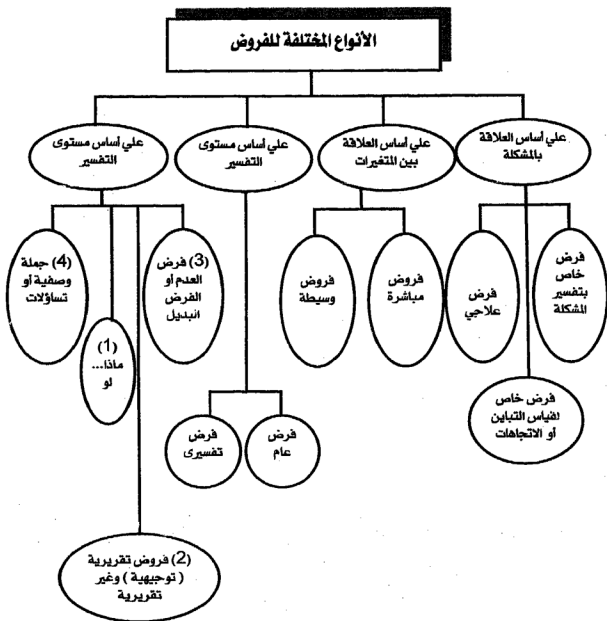 الأنواع المختلفة للفروض
علي أساس العلاقة
بالمشكلة
علي أساس العلاقة
بين المتغيرات
علي أساس مستوى
التفسير
علي أساس مستوى
التفسير
فرض
خاص
بتفسير
المشكلة
فرض
علاجي
فرض خاص
لقياس التباين
أو الاتجاهات
فروض
مباشرة
فروض
وسيطة
فرض
عام
فرض
تفسيرى
(3) فرض
العدم أو
الفرض
البديل
(4) جملة
وصفية أو
تساؤلات
(1)
ماذا...
لو
(2) فروض تقريرية
( توجيهية ) وغير
تقريرية